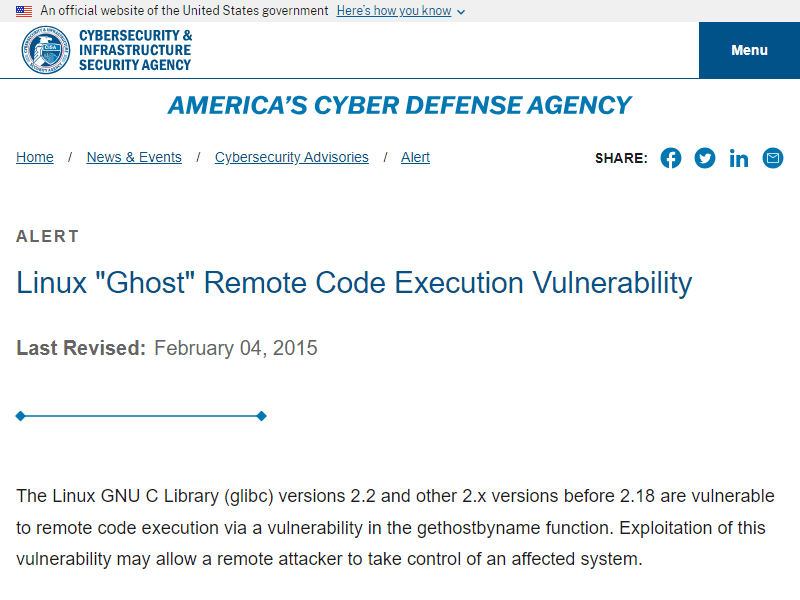 An official website of the United States government Here's how you know
CYBERSECURITY &
INFRASTRUCTURE
SECURITY AGENCY
Menu
AMERICA'S CYBER DEFENSE AGENCY
Home / News & Events / Cybersecurity Advisories / Alert
SHARE:
ALERT
Linux "Ghost" Remote Code Execution Vulnerability
Last Revised: February 04, 2015
The Linux GNU C Library (glibc) versions 2.2 and other 2.x versions before 2.18 are vulnerable
to remote code execution via a vulnerability in the gethostbyname function. Exploitation of this
vulnerability may allow a remote attacker to take control of an affected system.